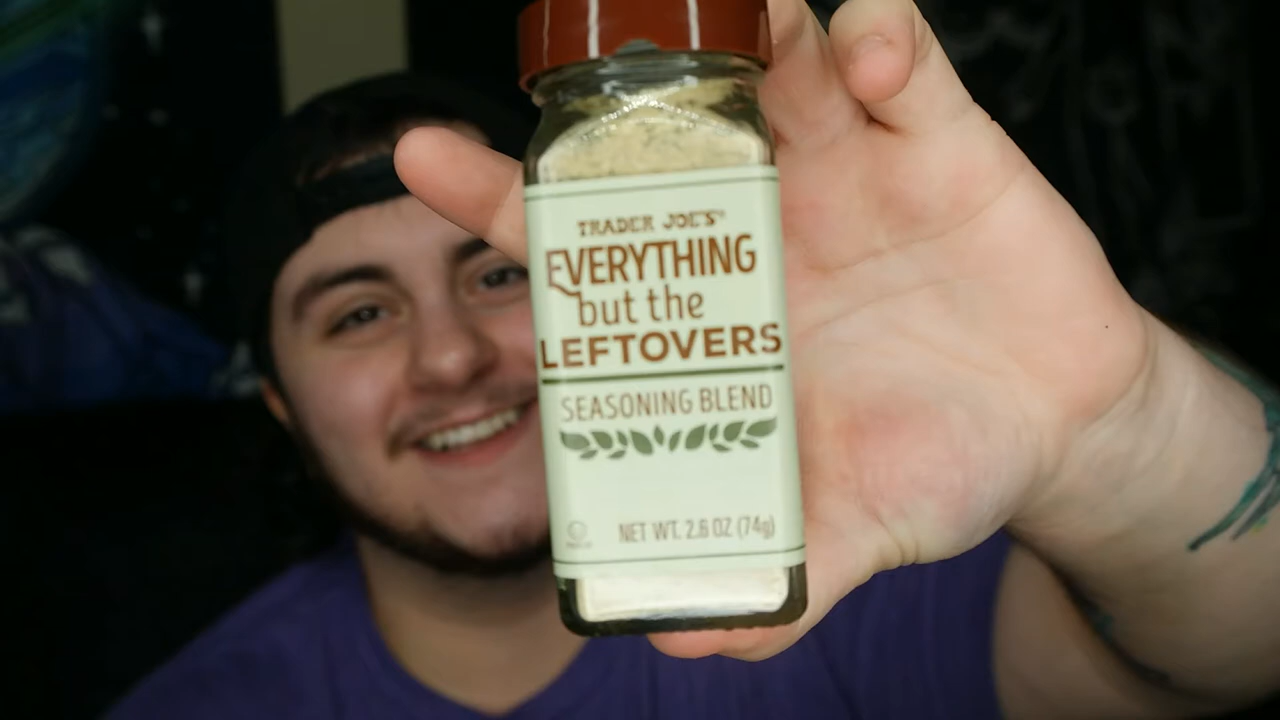 TRADER JOE'S®
EVERYTHING
but the
LEFTOVERS
SEASONING BLEND
NET WT. 2.6 OZ (74g)